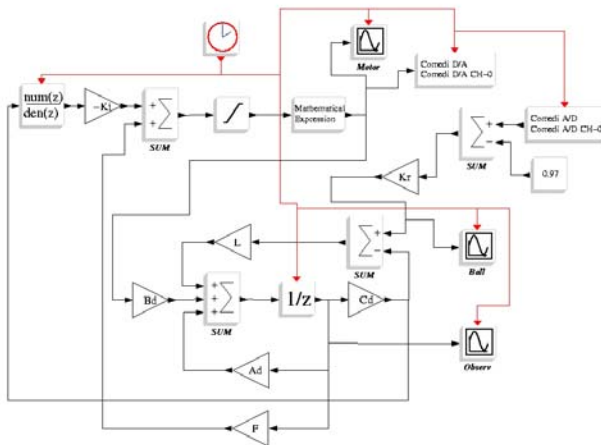 Motor
Comedi D/A
Comedi D/A CH-0
num(z)
den(z)
-Ki
+
+
Σ
SUM
Mathematical
Expression
Comedi A/D
Comedi A/D CH-0
+
-
Σ
SUM
0.97
Kr
L
+
-
Σ
SUM
Ball
Bd
+
+
+
Σ
SUM
1/z
Cd
Observ
Ad
F